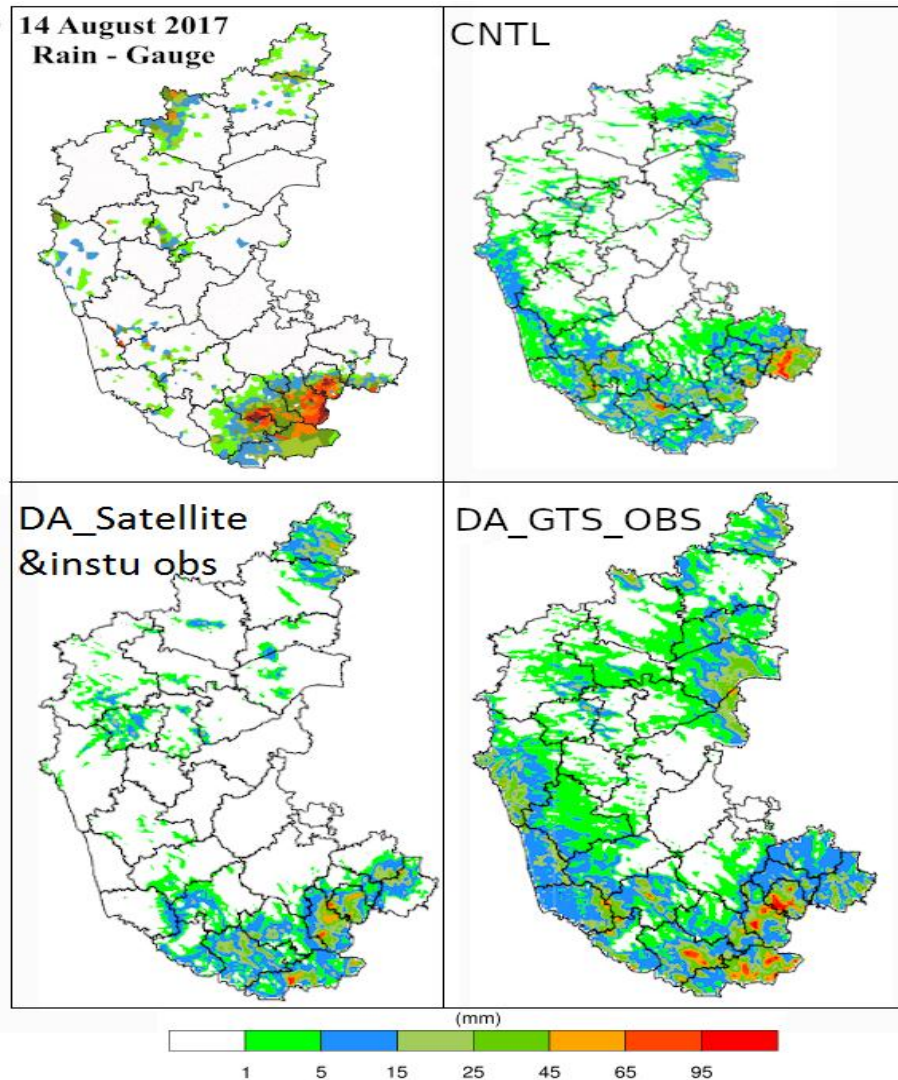 14 August 2017
Rain - Gauge
CNTL
DA_Satellite
&instu obs
DA_GTS_OBS
(mm)
1 5 15 25 45 65 95